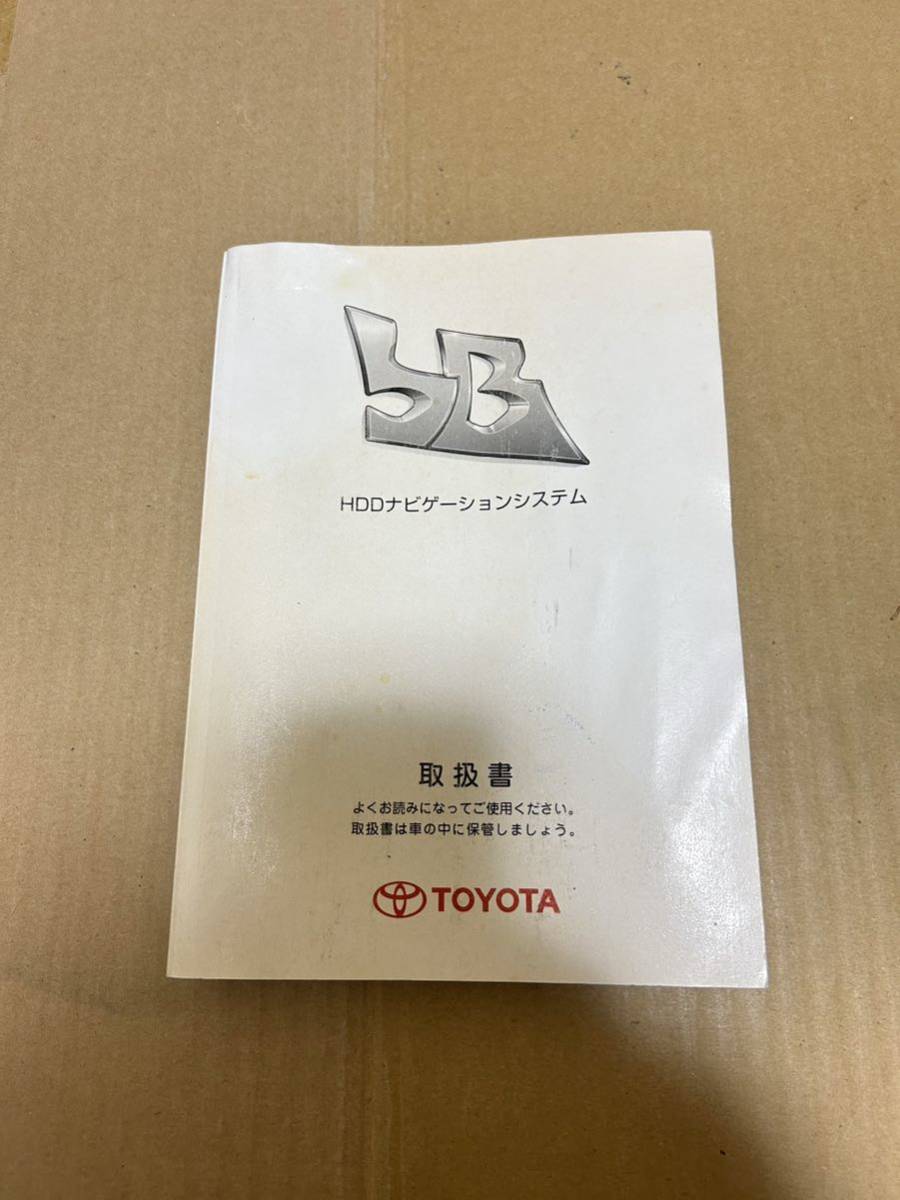 bB
HDDナビゲーションシステム
取扱書
よくお読みになってご使用ください。
取扱書は車の中に保管しましょう。
TOYOTA